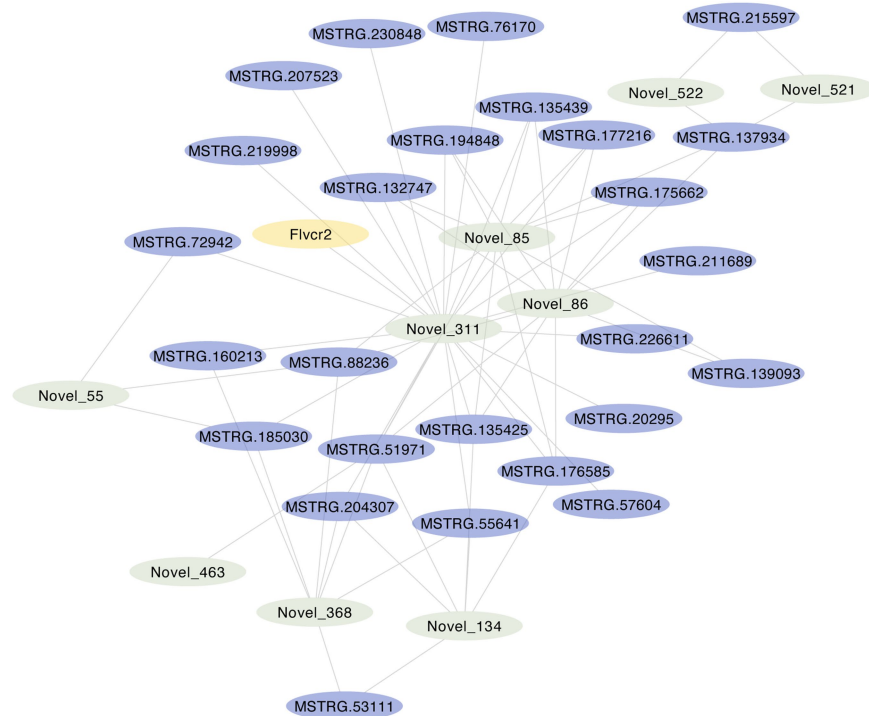 MSTRG.215597
MSTRG.76170
MSTRG.230848
MSTRG.207523
Novel_522
Novel_521
MSTRG.135439
MSTRG.177216
MSTRG.137934
MSTRG.194848
MSTRG.219998
MSTRG.132747
MSTRG.175662
Flvcr2
Novel_85
MSTRG.72942
MSTRG.211689
Novel_86
Novel_311
MSTRG.226611
MSTRG.160213
MSTRG.88236
MSTRG.139093
Novel_55
MSTRG.20295
MSTRG.185030
MSTRG.135425
MSTRG.51971
MSTRG.176585
MSTRG.57604
MSTRG.204307
MSTRG.55641
Novel_463
Novel_368
Novel_134
MSTRG.53111